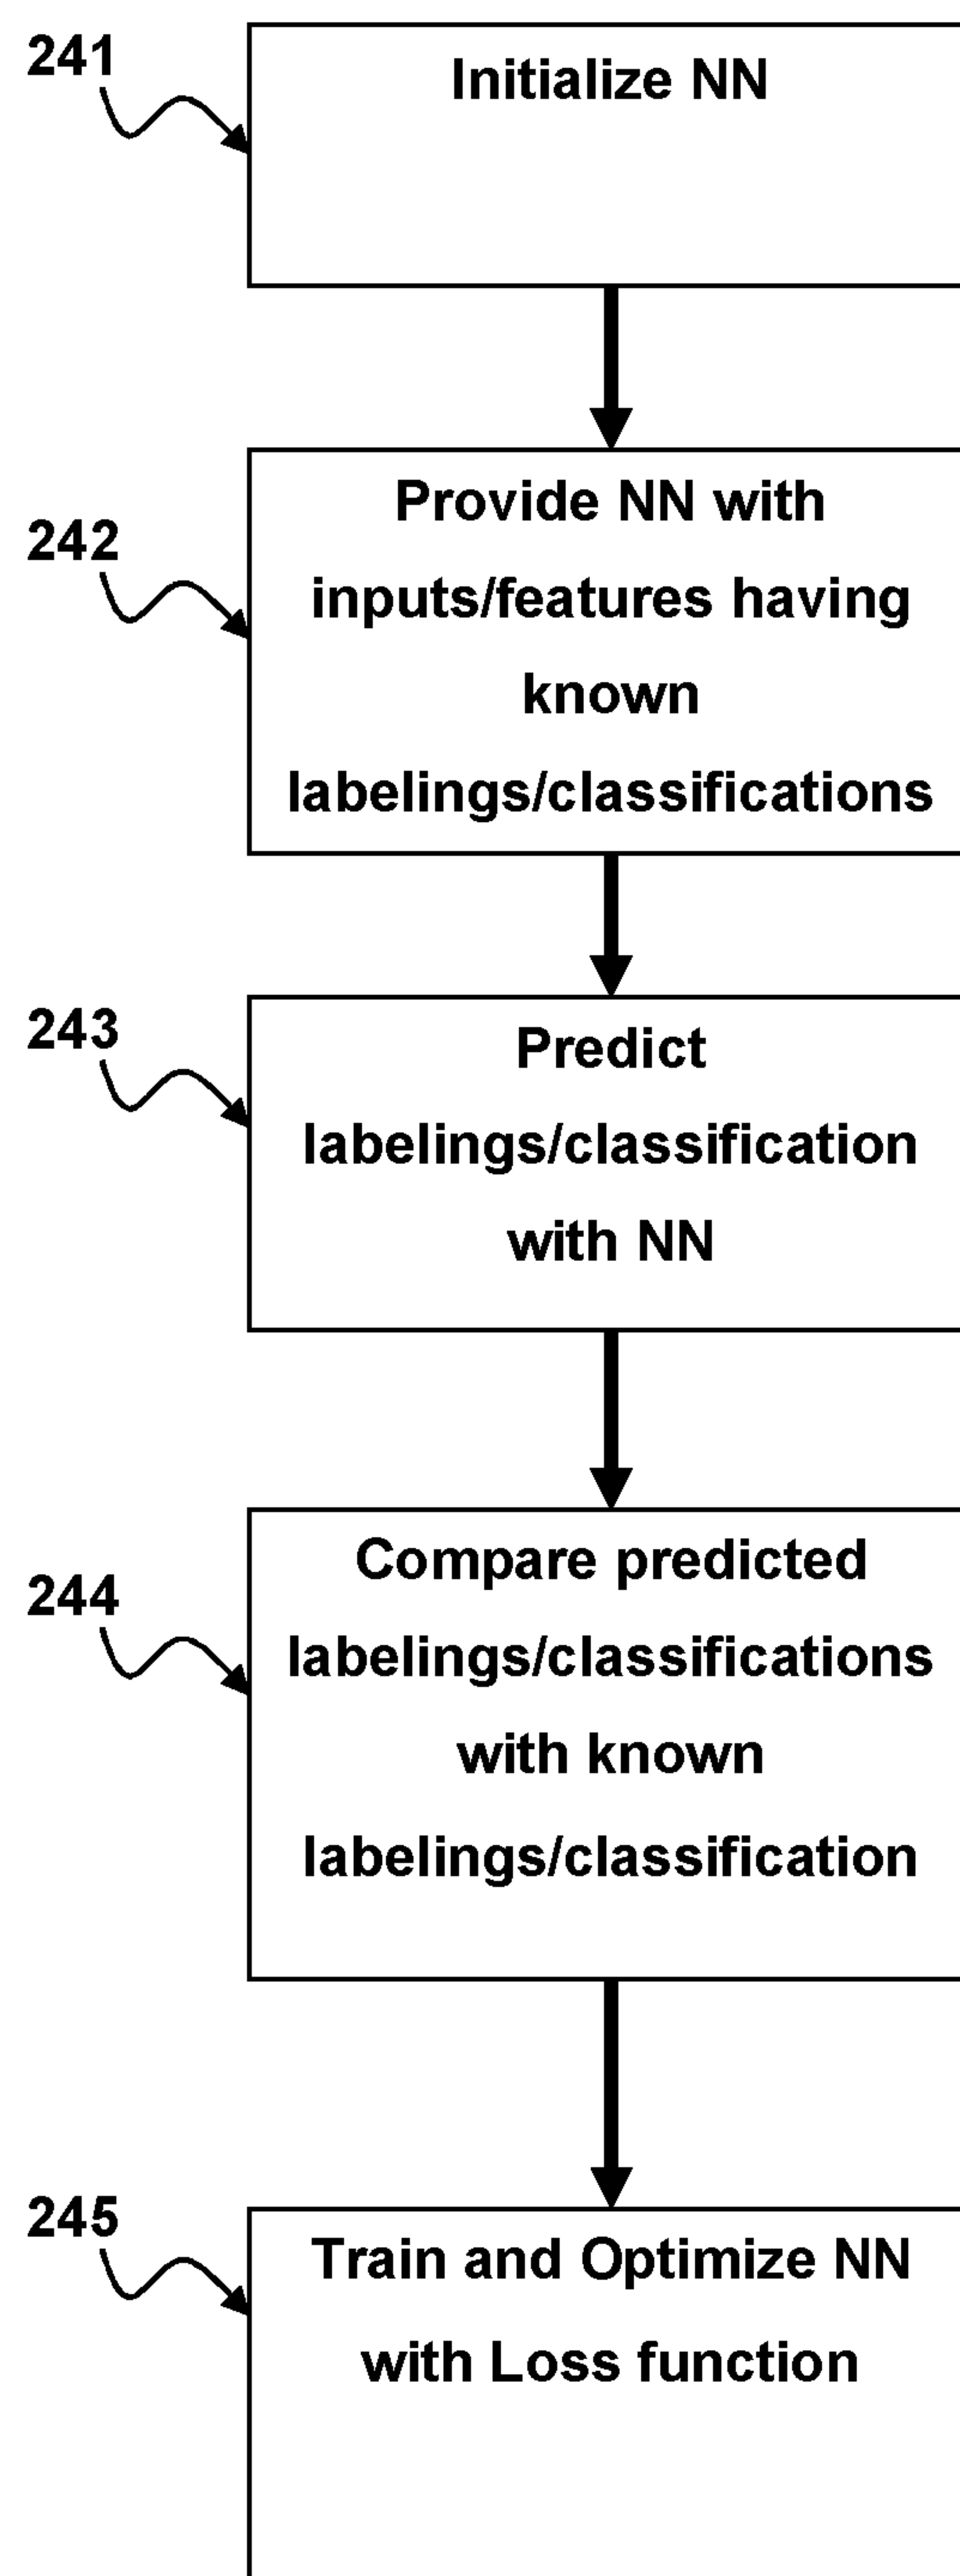 241
Initialize NN
242
Provide NN with
inputs/features having
known
labelings/classifications
243
Predict
labelings/classification
with NN
244
Compare predicted
labelings/classifications
with known
labelings/classification
245
Train and Optimize NN
with Loss function